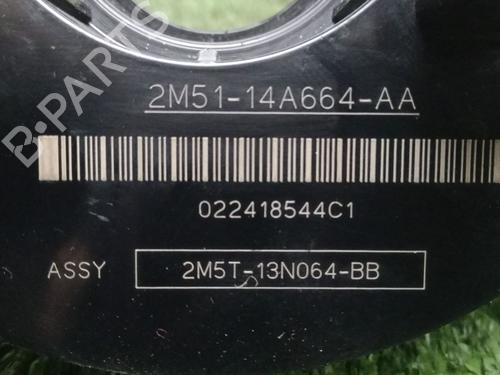 B-PARTS
2M51-14A664-AA
022418544C1
ASSY 2M5T-13N064-BB